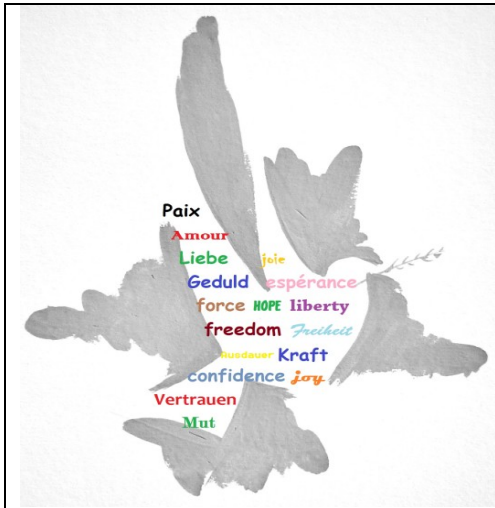 Paix
Amour
Liebe joie
Geduld espérance
force HOPE liberty
freedom Freiheit
Ausdauer Kraft
confidence joy
Vertrauen
Mut